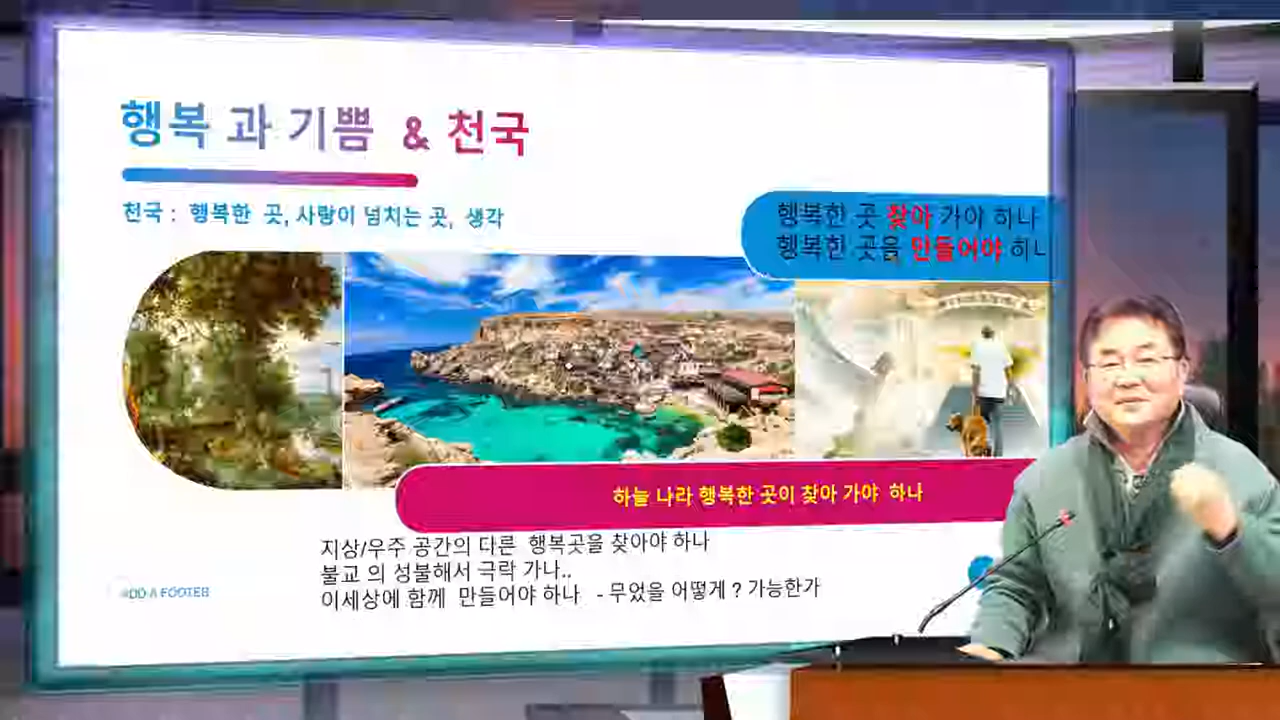 행복 과 기쁨 & 천국
천국 : 행복한 곳, 사랑이 넘치는 곳, 생각
행복한 곳 찾아 가야 하나
행복한 곳을 만들어야 하나
하늘 나라 행복한 곳이 찾아 가야 하나
지상/우주 공간의 다른 행복곳을 찾아야 하나
불교 의 성불해서 극락 가나..
이세상에 함께 만들어야 하나 - 무었을 어떻게 ? 가능한가
ADD A FOOTER